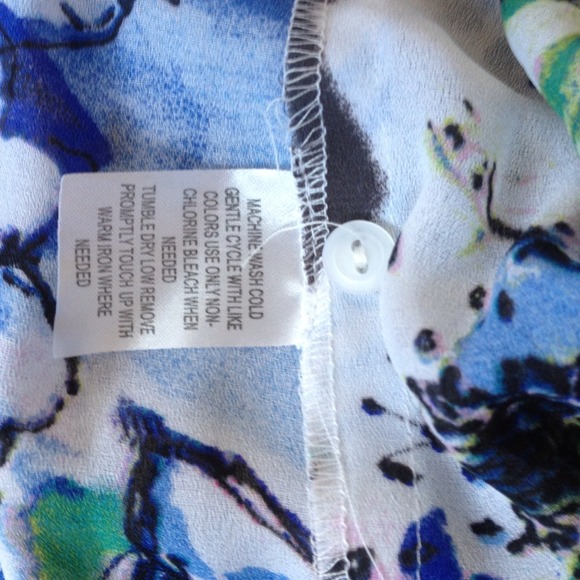 MACHINE WASH COLD
GENTLE CYCLE WITH LIKE
COLORS USE ONLY NON-
CHLORINE BLEACH WHEN
NEEDED
TUMBLE DRY LOW REMOVE
PROMPTLY TOUCH UP WITH
WARM IRON WHERE
NEEDED